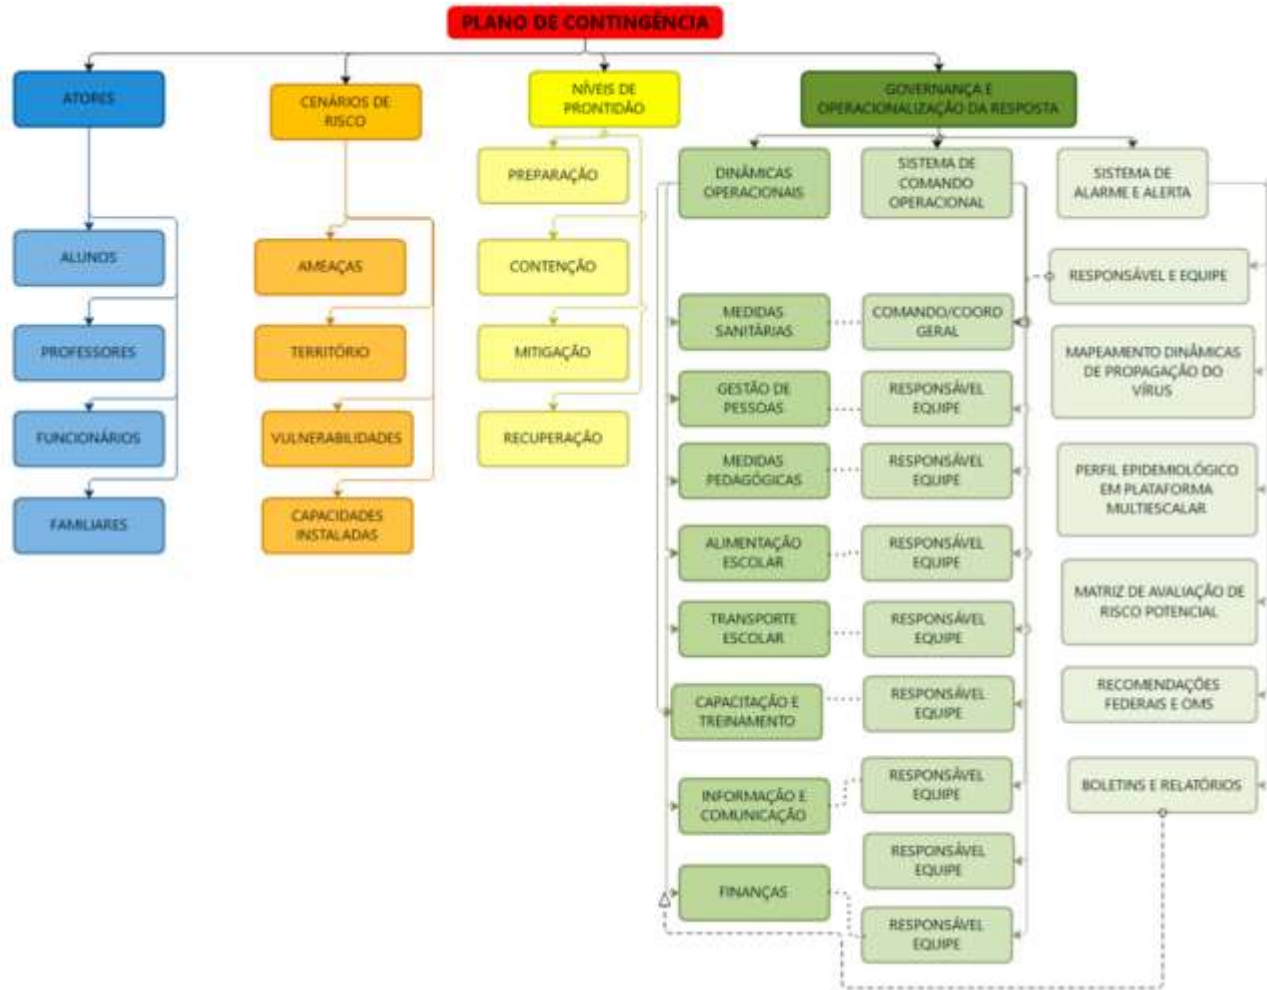 PLANO DE CONTINGÊNCIA
ATORES
CENÁRIOS DE
RISCO
NÍVEIS DE
PRONTIDÃO
GOVERNANÇA E
OPERACIONALIZAÇÃO DA RESPOSTA
ALUNOS
PROFESSORES
FUNCIONÁRIOS
FAMILIARES
AMEAÇAS
TERRITÓRIO
VULNERABILIDADES
CAPACIDADES
INSTALADAS
PREPARAÇÃO
CONTENÇÃO
MITIGAÇÃO
RECUPERAÇÃO
DINÂMICAS
OPERACIONAIS
MEDIDAS
SANITÁRIAS
GESTÃO DE
PESSOAS
MEDIDAS
PEDAGÓGICAS
ALIMENTAÇÃO
ESCOLAR
TRANSPORTE
ESCOLAR
CAPACITAÇÃO E
TREINAMENTO
INFORMAÇÃO E
COMUNICAÇÃO
FINANÇAS
SISTEMA DE
COMANDO
OPERACIONAL
COMANDO/COORD
GERAL
RESPONSÁVEL
EQUIPE
RESPONSÁVEL
EQUIPE
RESPONSÁVEL
EQUIPE
RESPONSÁVEL
EQUIPE
RESPONSÁVEL
EQUIPE
RESPONSÁVEL
EQUIPE
RESPONSÁVEL
EQUIPE
RESPONSÁVEL
EQUIPE
SISTEMA DE
ALARME E ALERTA
RESPONSÁVEL E EQUIPE
MAPEAMENTO DINÂMICAS
DE PROPAGAÇÃO DO
VÍRUS
PERFIL EPIDEMIOLÓGICO
EM PLATAFORMA
MULTIESCALAR
MATRIZ DE AVALIAÇÃO DE
RISCO POTENCIAL
RECOMENDAÇÕES
FEDERAIS E OMS
BOLETINS E RELATÓRIOS